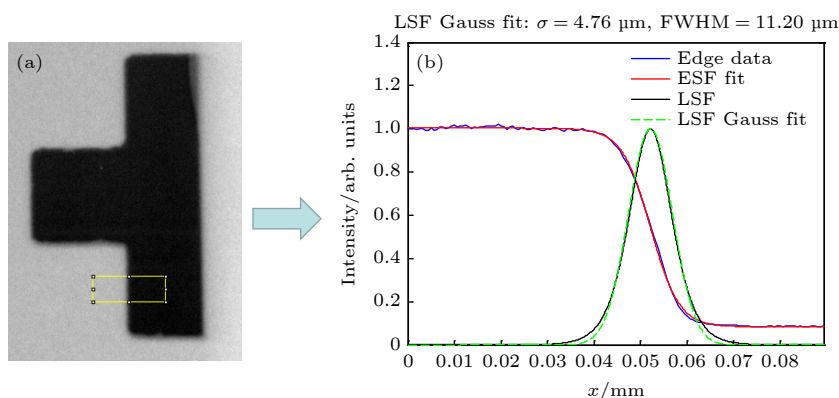 LSF Gauss fit: σ = 4.76 µm, FWHM = 11.20 µm
(a)
(b)
Edge data
ESF fit
LSF
LSF Gauss fit
Intensity/arb. units
1.4
1.2
1.0
0.8
0.6
0.4
0.2
0
0 0.01 0.02 0.03 0.04 0.05 0.06 0.07 0.08
x/mm